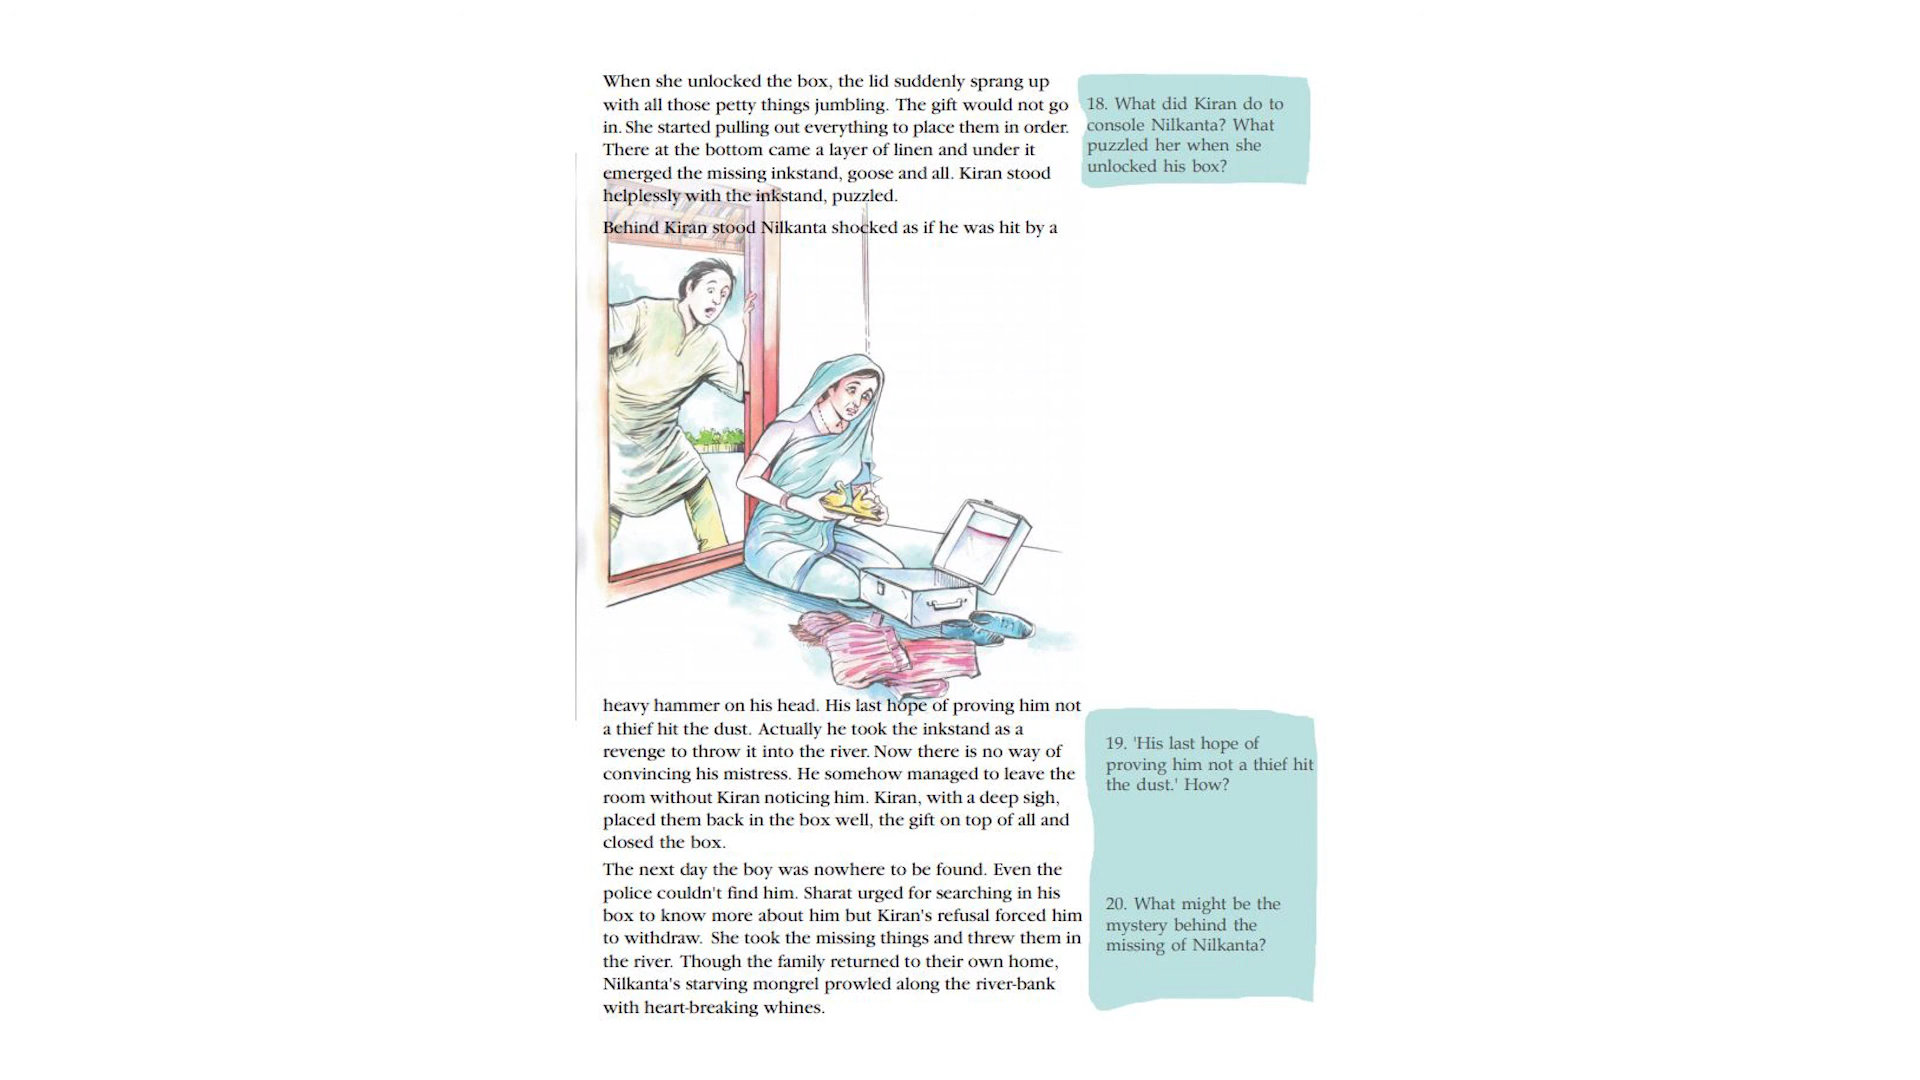 When she unlocked the box, the lid suddenly sprang up
with all those petty things jumbling. The gift would not go
in. She started pulling out everything to place them in order.
There at the bottom came a layer of linen and under it
emerged the missing inkstand, goose and all. Kiran stood
helplessly with the inkstand, puzzled.
Behind Kiran stood Nilkanta shocked as if he was hit by a
18. What did Kiran do to
console Nilkanta? What
puzzled her when she
unlocked his box?
heavy hammer on his head. His last hope of proving him not
a thief hit the dust. Actually he took the inkstand as a
revenge to throw it into the river. Now there is no way of
convincing his mistress. He somehow managed to leave the
room without Kiran noticing him. Kiran, with a deep sigh,
placed them back in the box well, the gift on top of all and
closed the box.
The next day the boy was nowhere to be found. Even the
police couldn't find him. Sharat urged for searching in his
box to know more about him but Kiran's refusal forced him
to withdraw. She took the missing things and threw them in
the river. Though the family returned to their own home,
Nilkanta's starving mongrel prowled along the river-bank
with heart-breaking whines.
19. 'His last hope of
proving him not a thief hit
the dust.' How?
20. What might be the
mystery behind the
missing of Nilkanta?